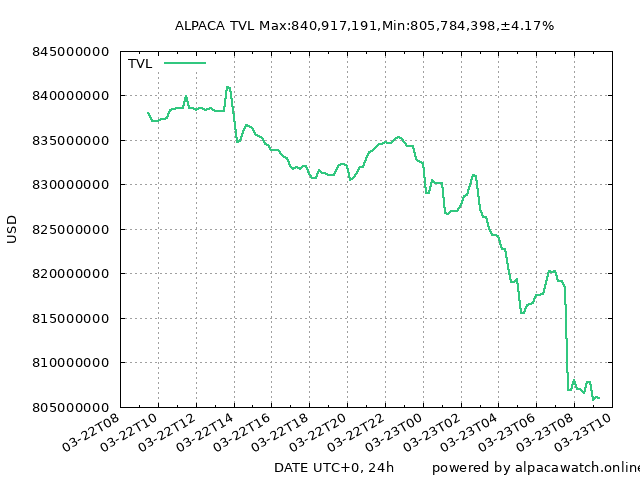 ALPACA TVL Max:840,917,191,Min:805,784,398,±4.17%
845000000
TVL
840000000
835000000
830000000
825000000
USD
820000000
815000000
810000000
805000000
03-22T08
03-22T10
03-22T12
03-22T14
03-22T16
03-22T18
03-22T20
03-22T22
03-23T00
03-23T02
03-23T04
03-23T06
03-23T08
03-23T10
DATE UTC+0, 24h
powered by alpacawatch.online